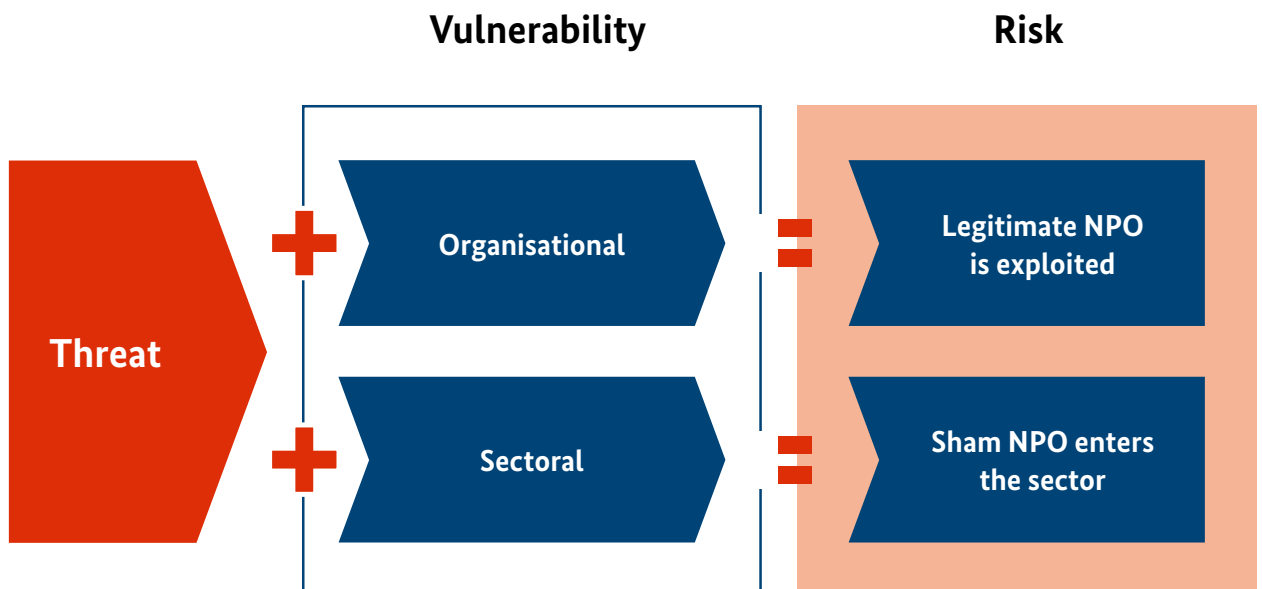 Vulnerability
Risk
Threat
Organisational
Legitimate NPO
is exploited
Sectoral
Sham NPO enters
the sector